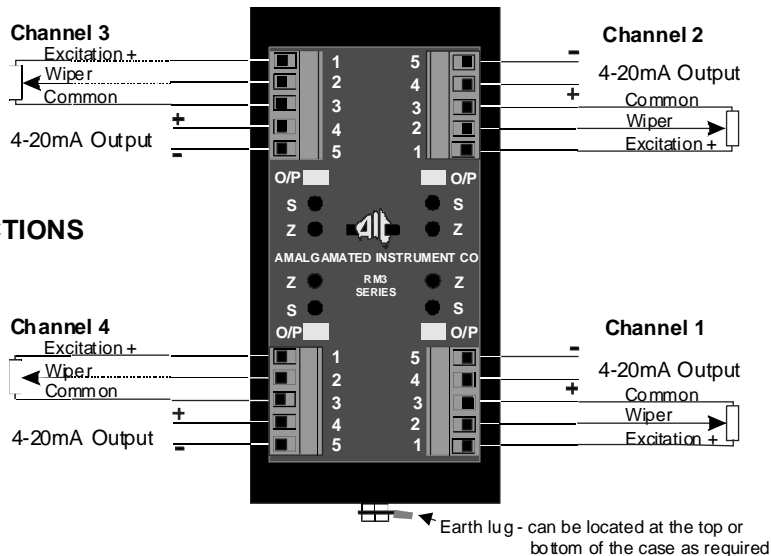 Channel 3
Excitation +
Wiper
Common
+
4-20mA Output
-
1
2
3
4
5
5
4
3
2
1
Channel 2
-
4-20mA Output
+
Common
Wiper
Excitation +
O/P O/P
S S
Z Z
CTIONS
AMALGAMATED INSTRUMENT CO
Z RM3 Z
SERIES
S S
O/P O/P
Channel 4
Excitation +
Wiper
Common
+
4-20mA Output
-
1
2
3
4
5
5
4
3
2
1
Channel 1
-
4-20mA Output
+
Common
Wiper
Excitation +
Earth lug - can be located at the top or
bottom of the case as required